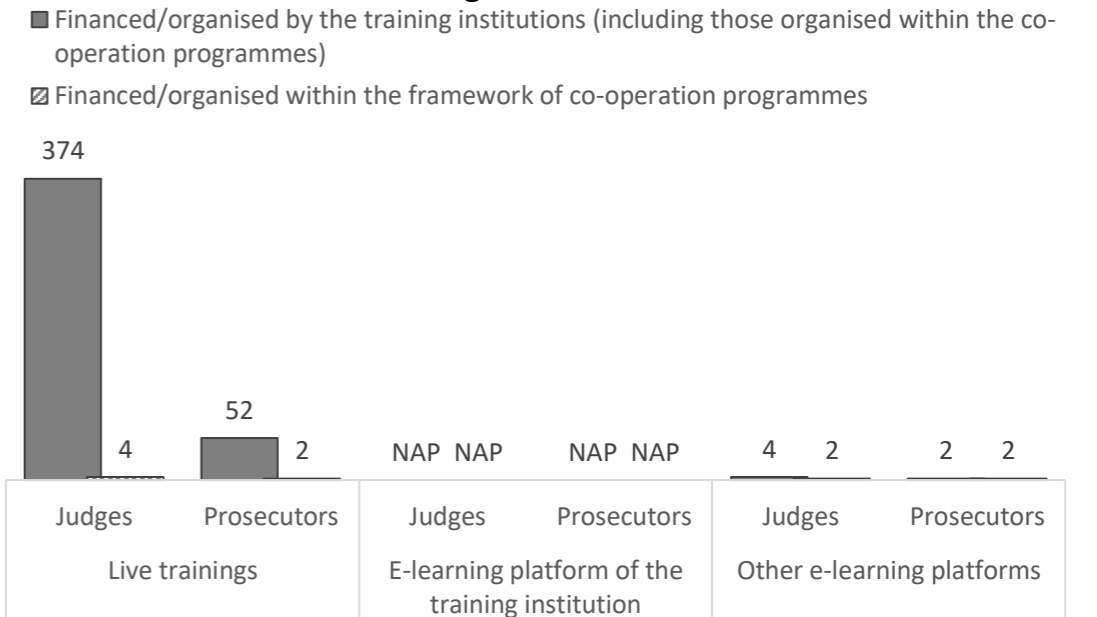 Financed/organised by the training institutions (including those organised within the co-
operation programmes)
Financed/organised within the framework of co-operation programmes
374
52
4
2
NAP NAP
NAP NAP
4
2
2
2
Judges
Prosecutors
Judges
Prosecutors
Judges
Prosecutors
Live trainings
E-learning platform of the
training institution
Other e-learning platforms